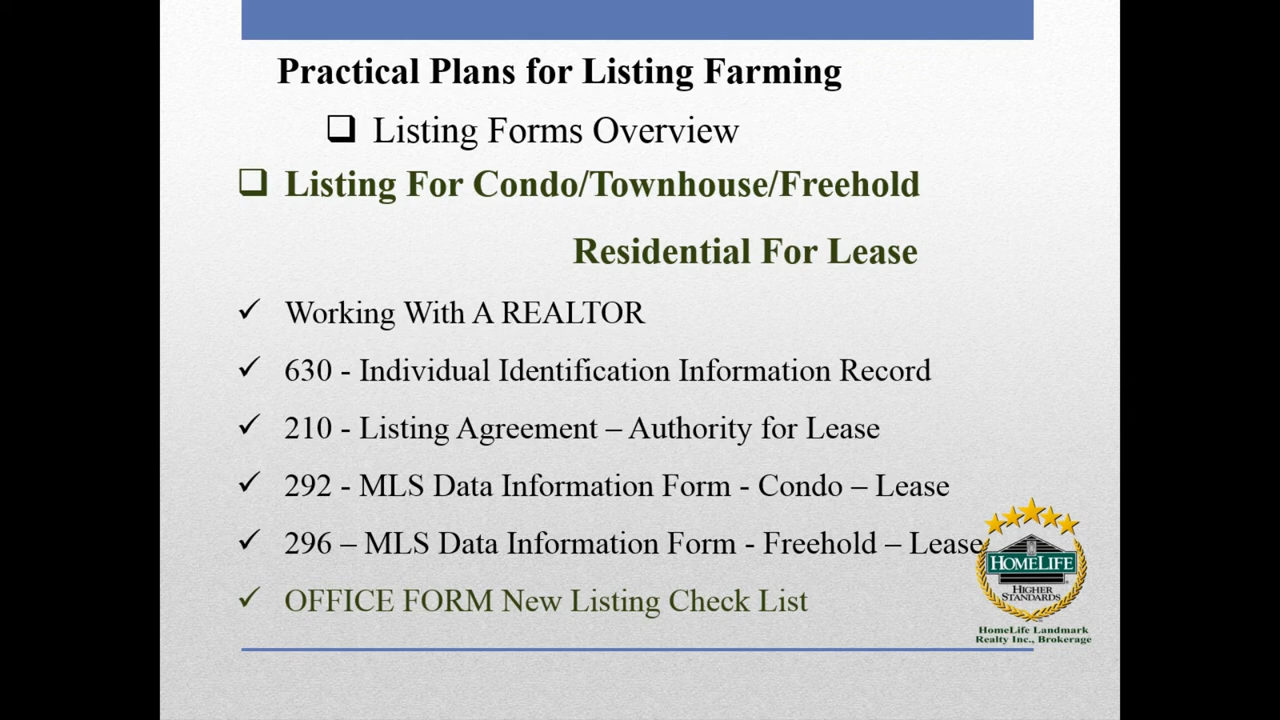 Practical Plans for Listing Farming
Listing Forms Overview
Listing For Condo/Townhouse/Freehold
Residential For Lease
Working With A REALTOR
630 - Individual Identification Information Record
210 - Listing Agreement – Authority for Lease
292 - MLS Data Information Form - Condo – Lease
296 – MLS Data Information Form - Freehold – Lease
OFFICE FORM New Listing Check List
HOMELIFE
HIGHER
STANDARDS
HomeLife Landmark
Realty Inc., Brokerage